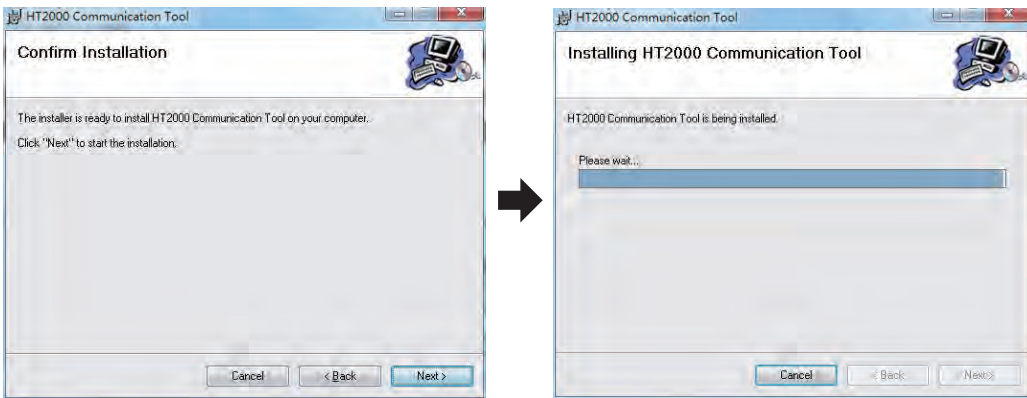 HT2000 Communication Tool
Confirm Installation
The installer is ready to install HT2000 Communication Tool on your computer.
Click "Next" to start the installation.
Cancel
< Back
Next >
HT2000 Communication Tool
Installing HT2000 Communication Tool
HT2000 Communication Tool is being installed.
Please wait...
Cancel
< Back
Next >